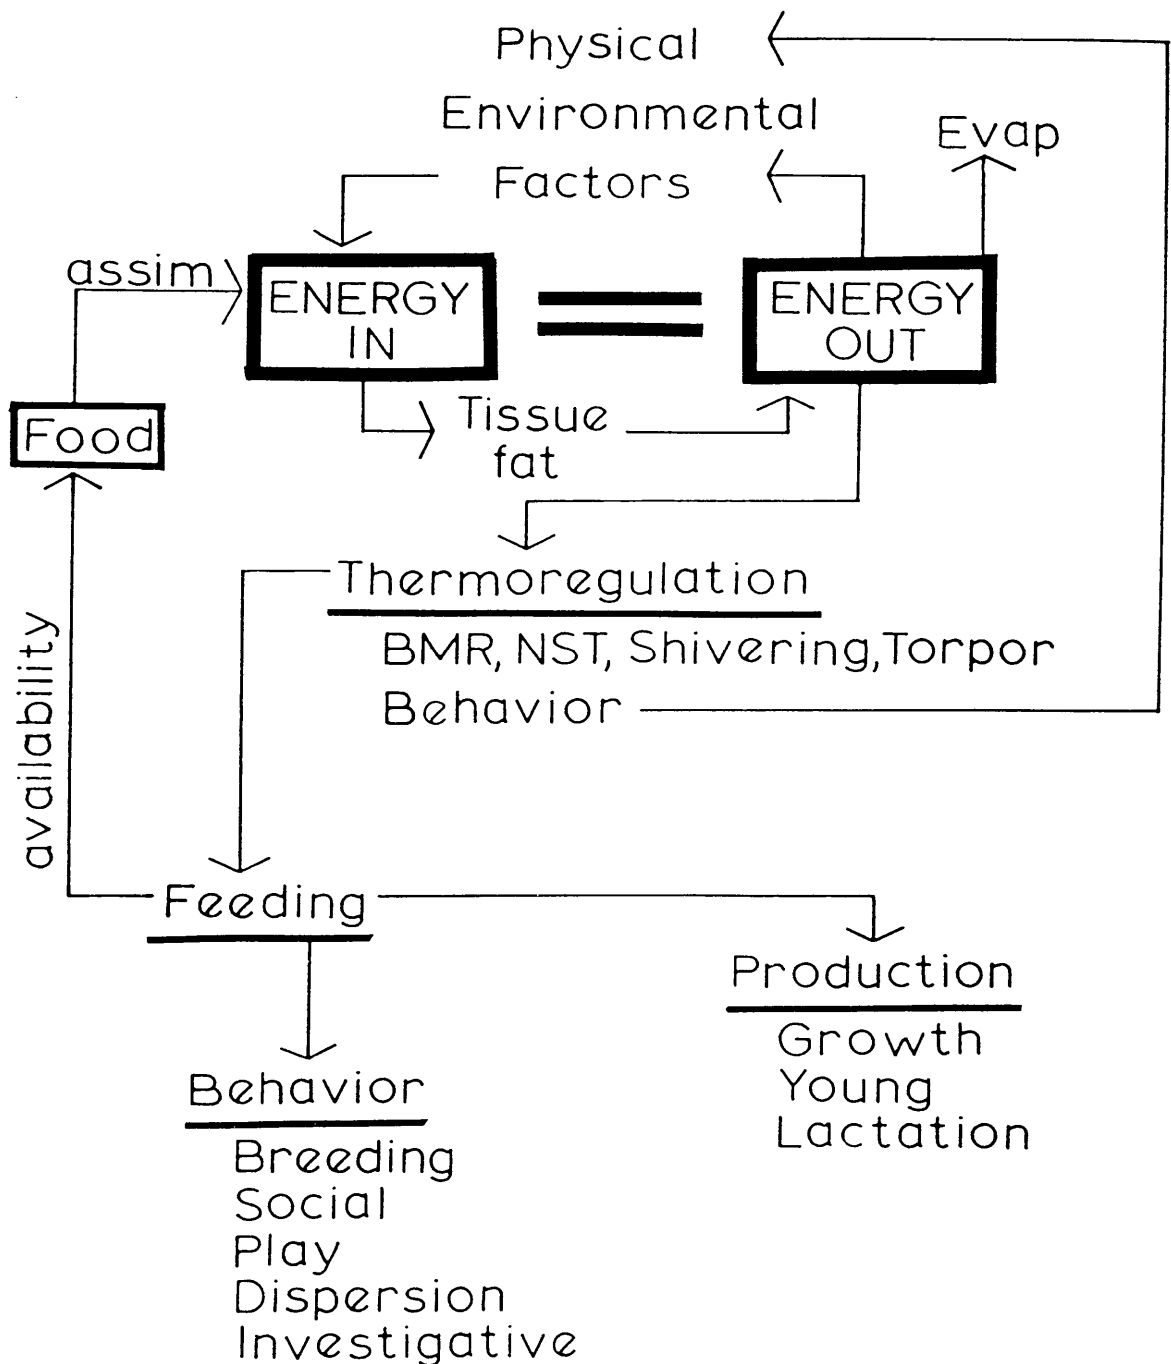 Physical
Environmental
Factors
Evap
assim
ENERGY
IN
ENERGY
OUT
Food
Tissue
fat
Thermoregulation
BMR, NST, Shivering, Torpor
Behavior
availability
Feeding
Production
Growth
Young
Lactation
Behavior
Breeding
Social
Play
Dispersion
Investigative